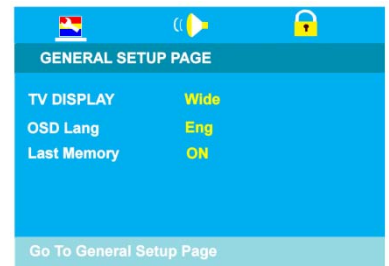 GENERAL SETUP PAGE
TV DISPLAY Wide
OSD Lang Eng
Last Memory ON
Go To General Setup Page